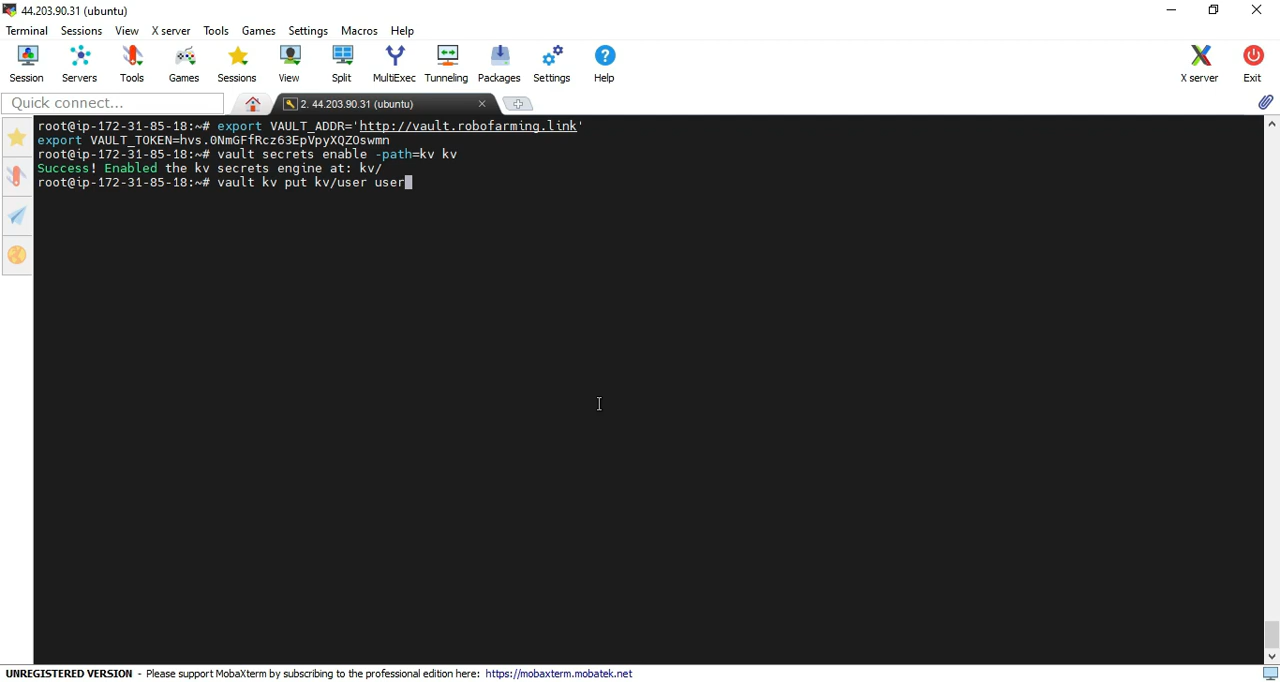 44.203.90.31 (ubuntu)
Terminal Sessions View X server Tools Games Settings Macros Help
Session Servers Tools Games Sessions View Split MultiExec Tunneling Packages Settings Help X server Exit
Quick connect... 2. 44.203.90.31 (ubuntu)
root@ip-172-31-85-18:~# export VAULT_ADDR='http://vault.robofarming.link'
export VAULT_TOKEN=hvs.0NmGFfRcz63EpVpyXQZOswmn
root@ip-172-31-85-18:~# vault secrets enable -path=kv kv
Success! Enabled the kv secrets engine at: kv/
root@ip-172-31-85-18:~# vault kv put kv/user user
UNREGISTERED VERSION - Please support MobaXterm by subscribing to the professional edition here: https://mobaxterm.mobatek.net